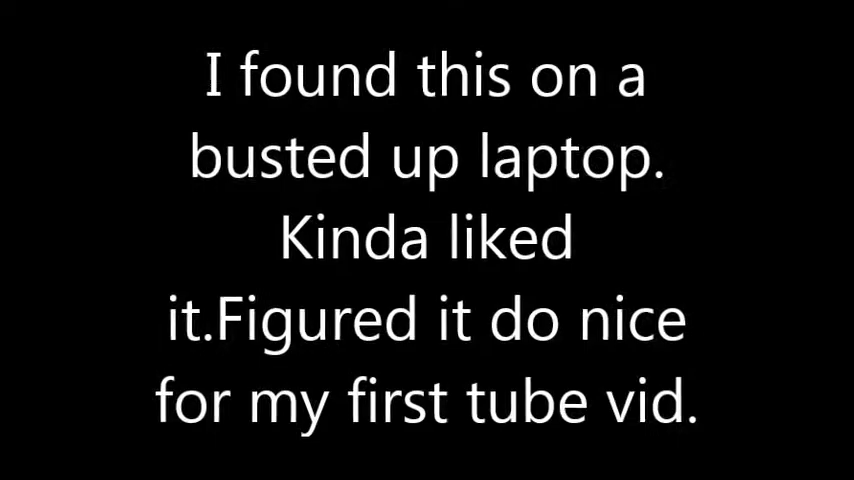 I found this on a
busted up laptop.
Kinda liked
it.Figured it do nice
for my first tube vid.